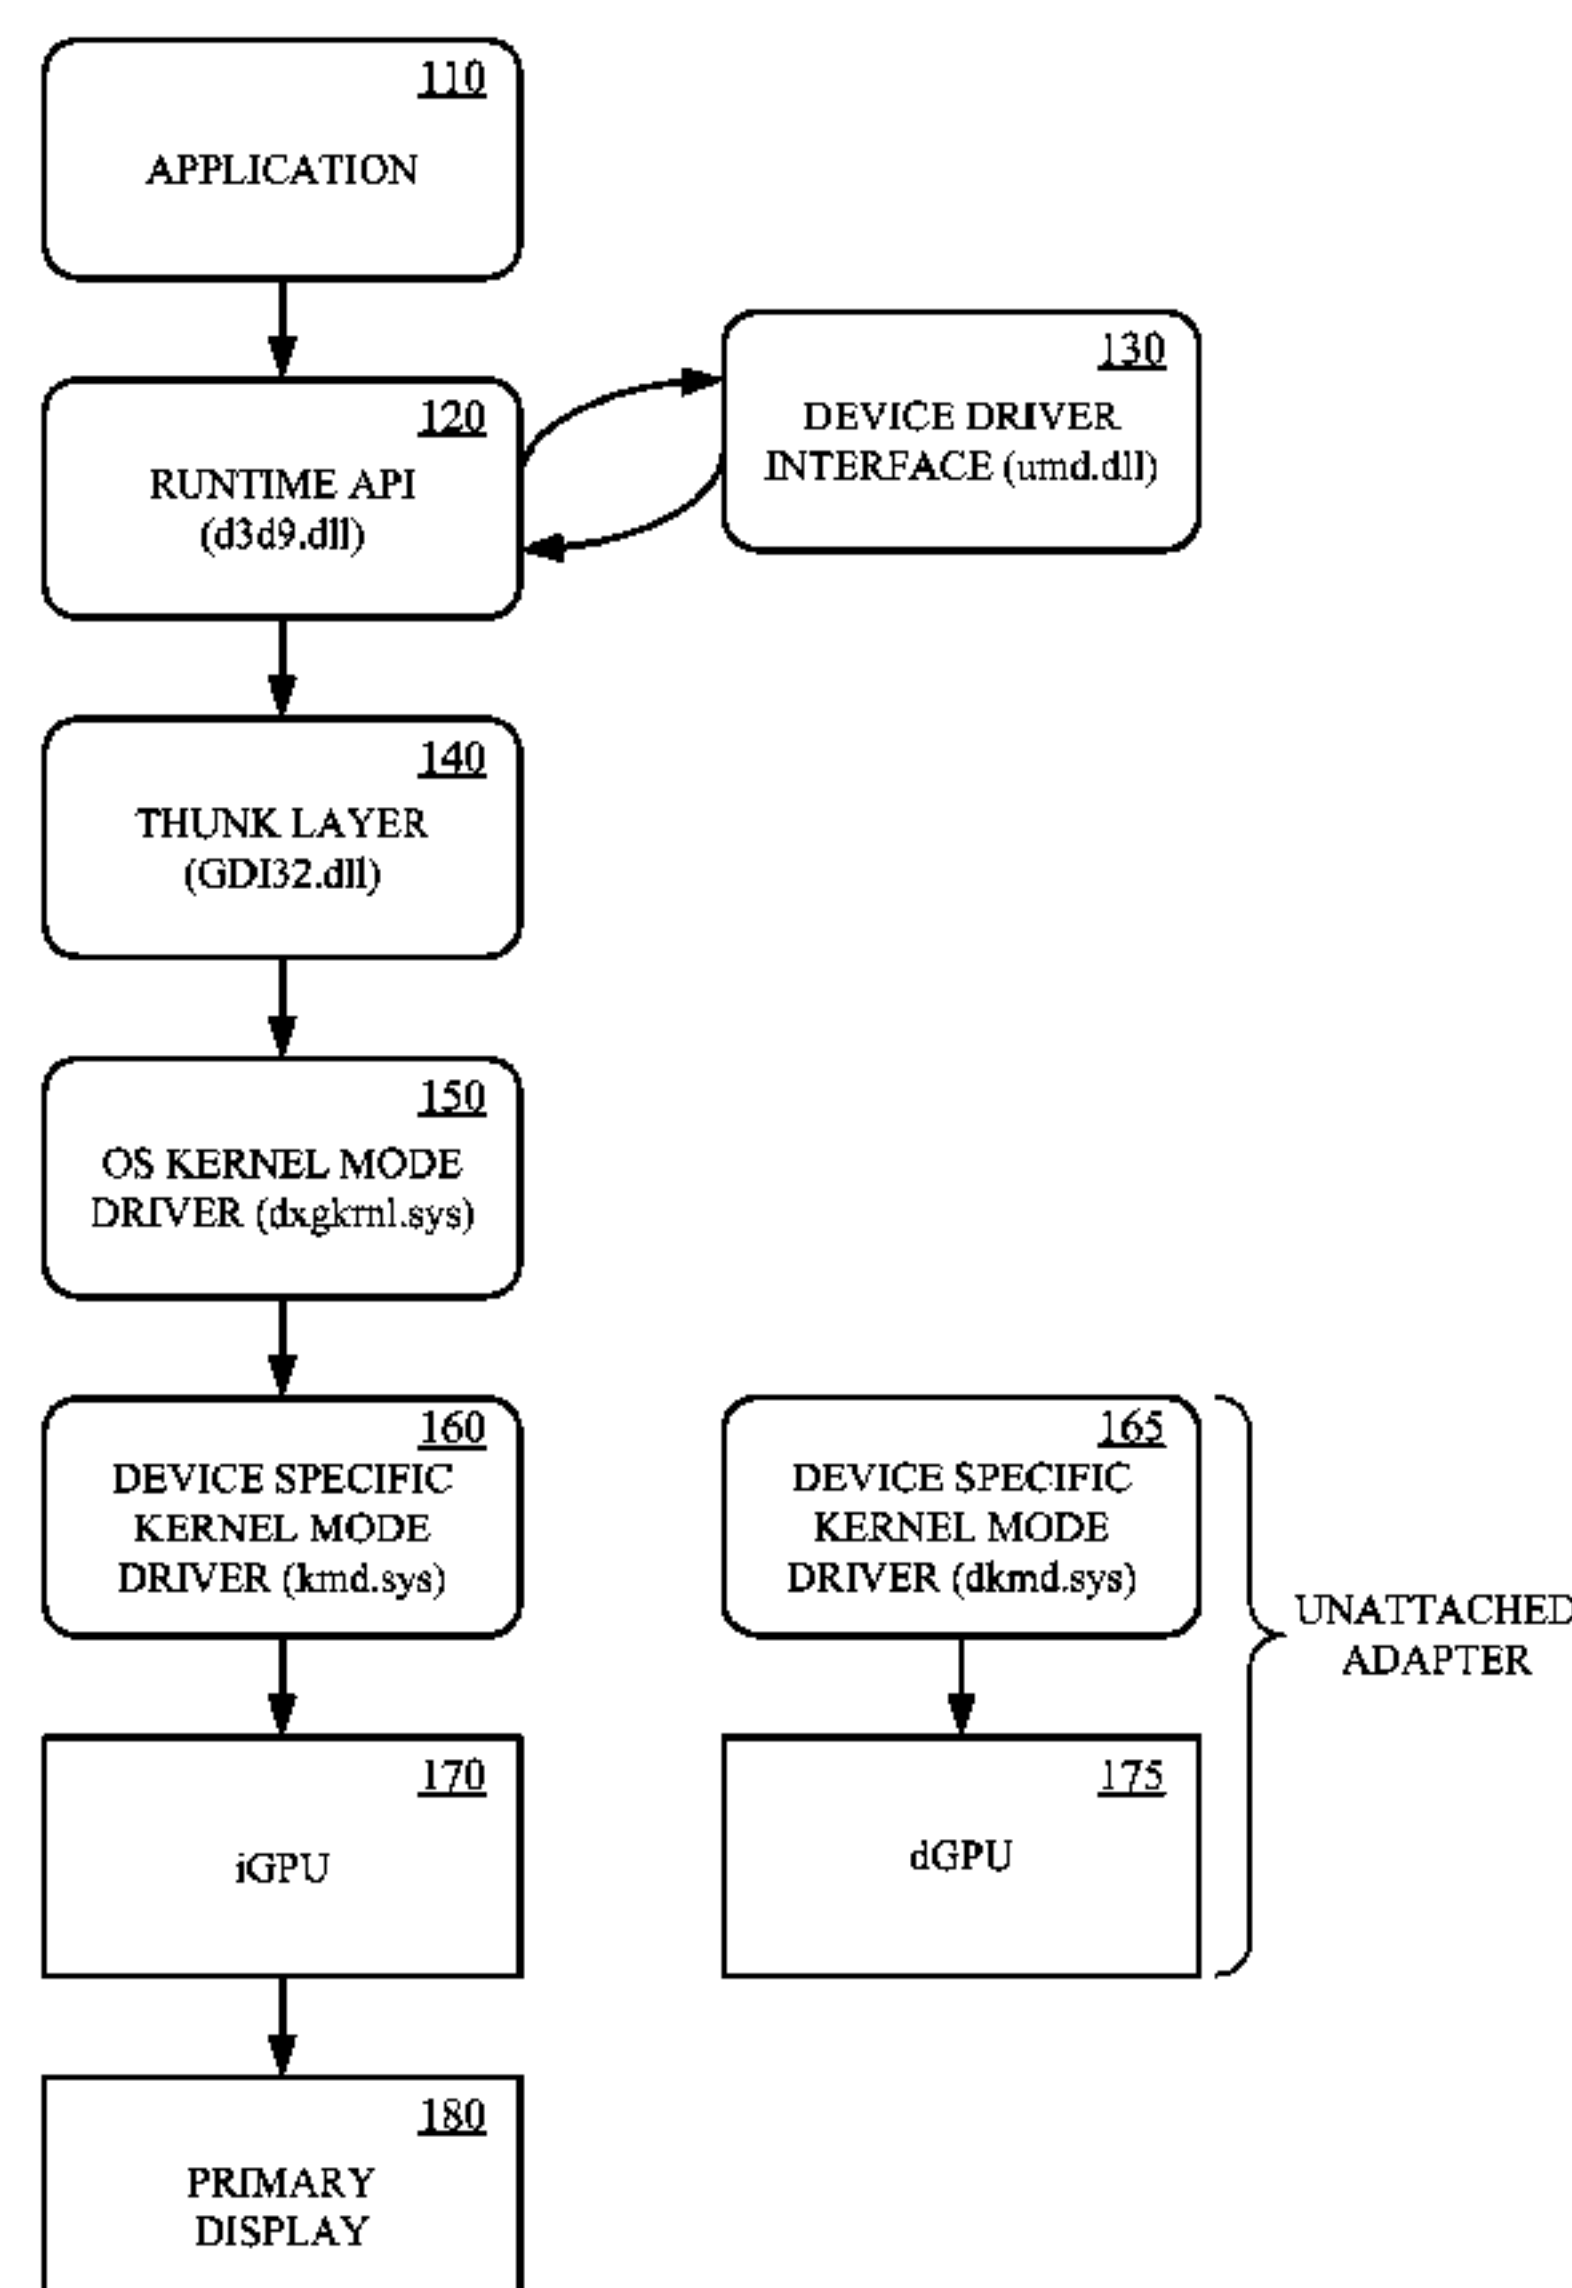 110
APPLICATION
130
DEVICE DRIVER
INTERFACE (umd.dll)
120
RUNTIME API
(d3d9.dll)
140
THUNK LAYER
(GDI32.dll)
150
OS KERNEL MODE
DRIVER (dxgkrnl.sys)
160
DEVICE SPECIFIC
KERNEL MODE
DRIVER (kmd.sys)
165
DEVICE SPECIFIC
KERNEL MODE
DRIVER (dkmd.sys)
UNATTACHED
ADAPTER
170
iGPU
175
dGPU
180
PRIMARY
DISPLAY